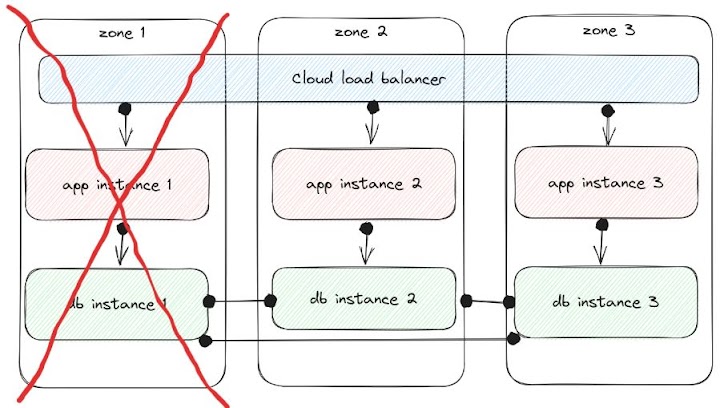 zone 1
zone 2
zone 3
Cloud load balancer
app instance 1
app instance 2
app instance 3
db instance 1
db instance 2
db instance 3